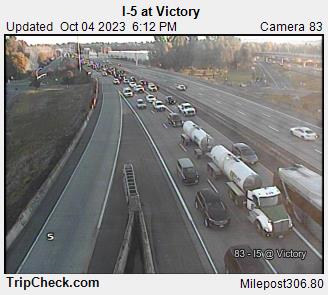 I-5 at Victory
Updated Oct 04 2023 6:12 PM Camera 83
S
83 - I5 @ Victory
TripCheck.com Milepost306.80